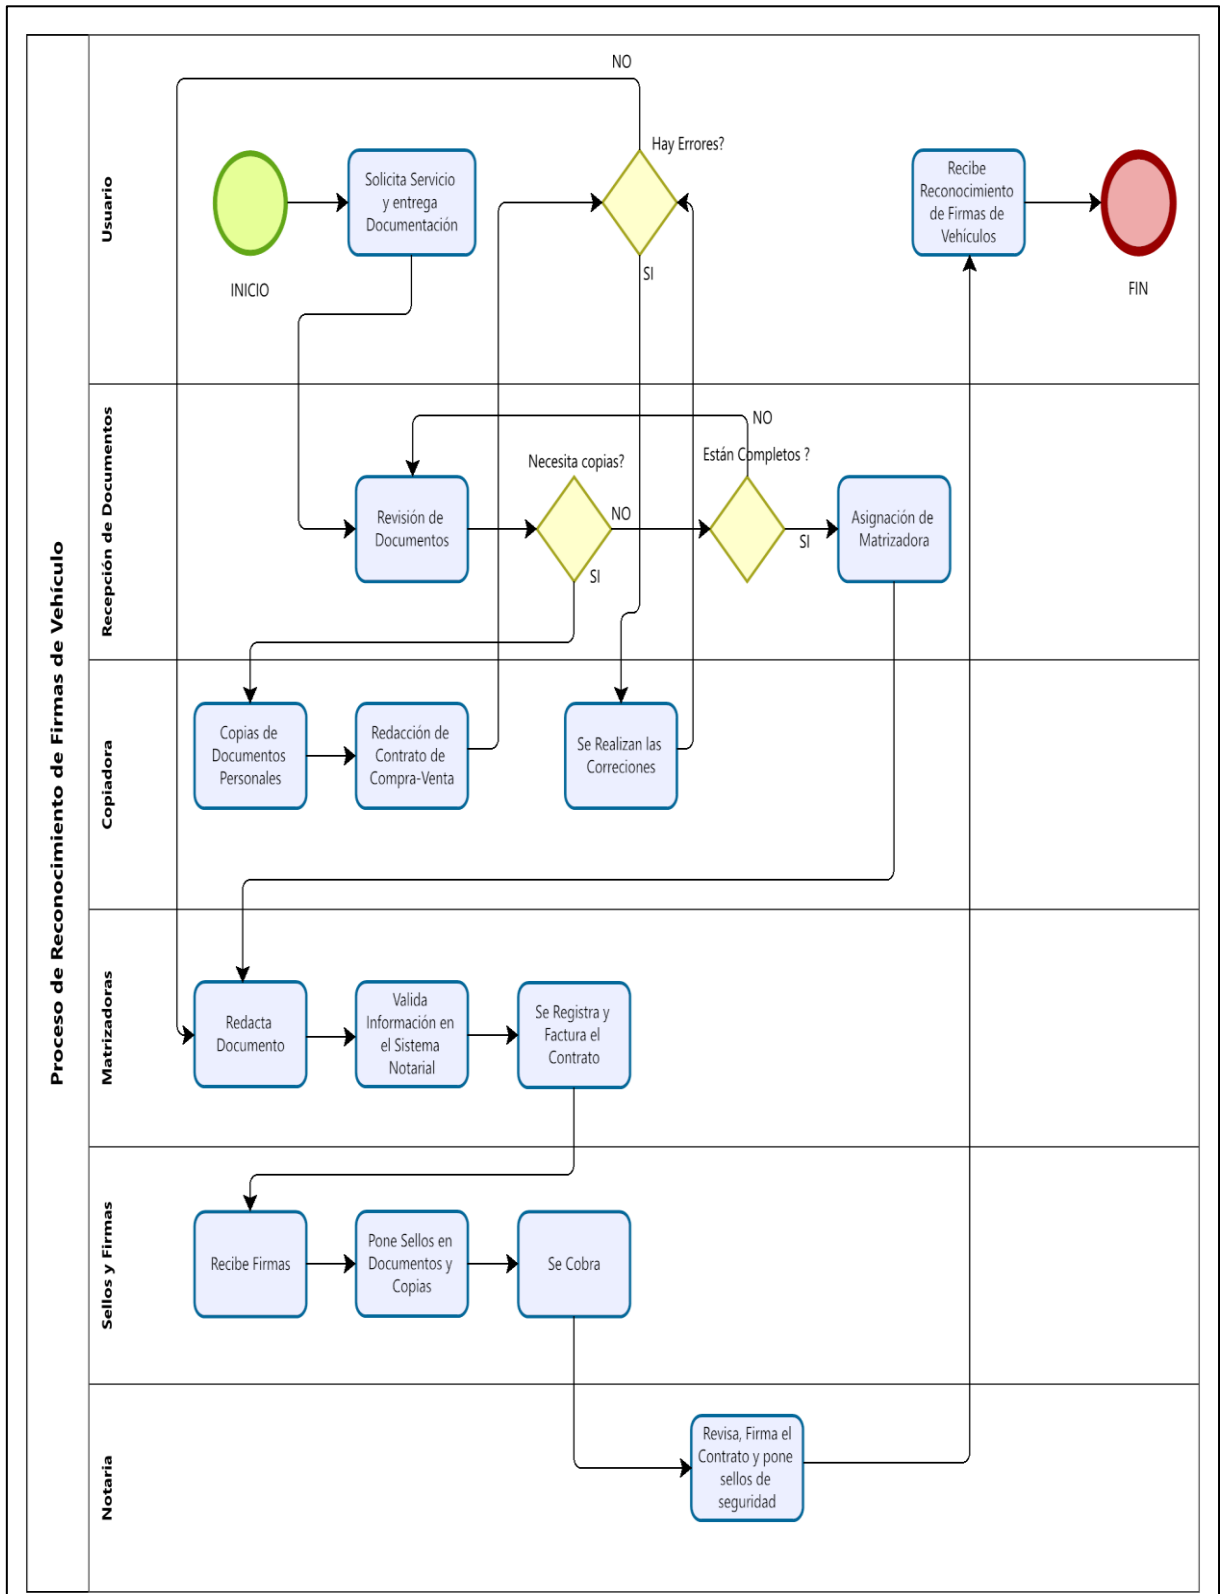 Proceso de Reconocimiento de Firmas de Vehículo
Usuario
NO
Hay Errores?
Solicita Servicio
y entrega
Documentación
Recibe
Reconocimiento
de Firmas de
Vehículos
INICIO
SI
FIN
Recepción de Documentos
NO
Necesita copias?
Están Completos ?
Revisión de
Documentos
NO
SI
Asignación de
Matrizadora
SI
Copiadora
Copias de
Documentos
Personales
Redacción de
Contrato de
Compra-Venta
Se Realizan las
Correciones
Matrizadoras
Redacta
Documento
Valida
Información en
el Sistema
Notarial
Se Registra y
Factura el
Contrato
Sellos y Firmas
Recibe Firmas
Pone Sellos en
Documentos y
Copias
Se Cobra
Notaria
Revisa, Firma el
Contrato y pone
sellos de
seguridad